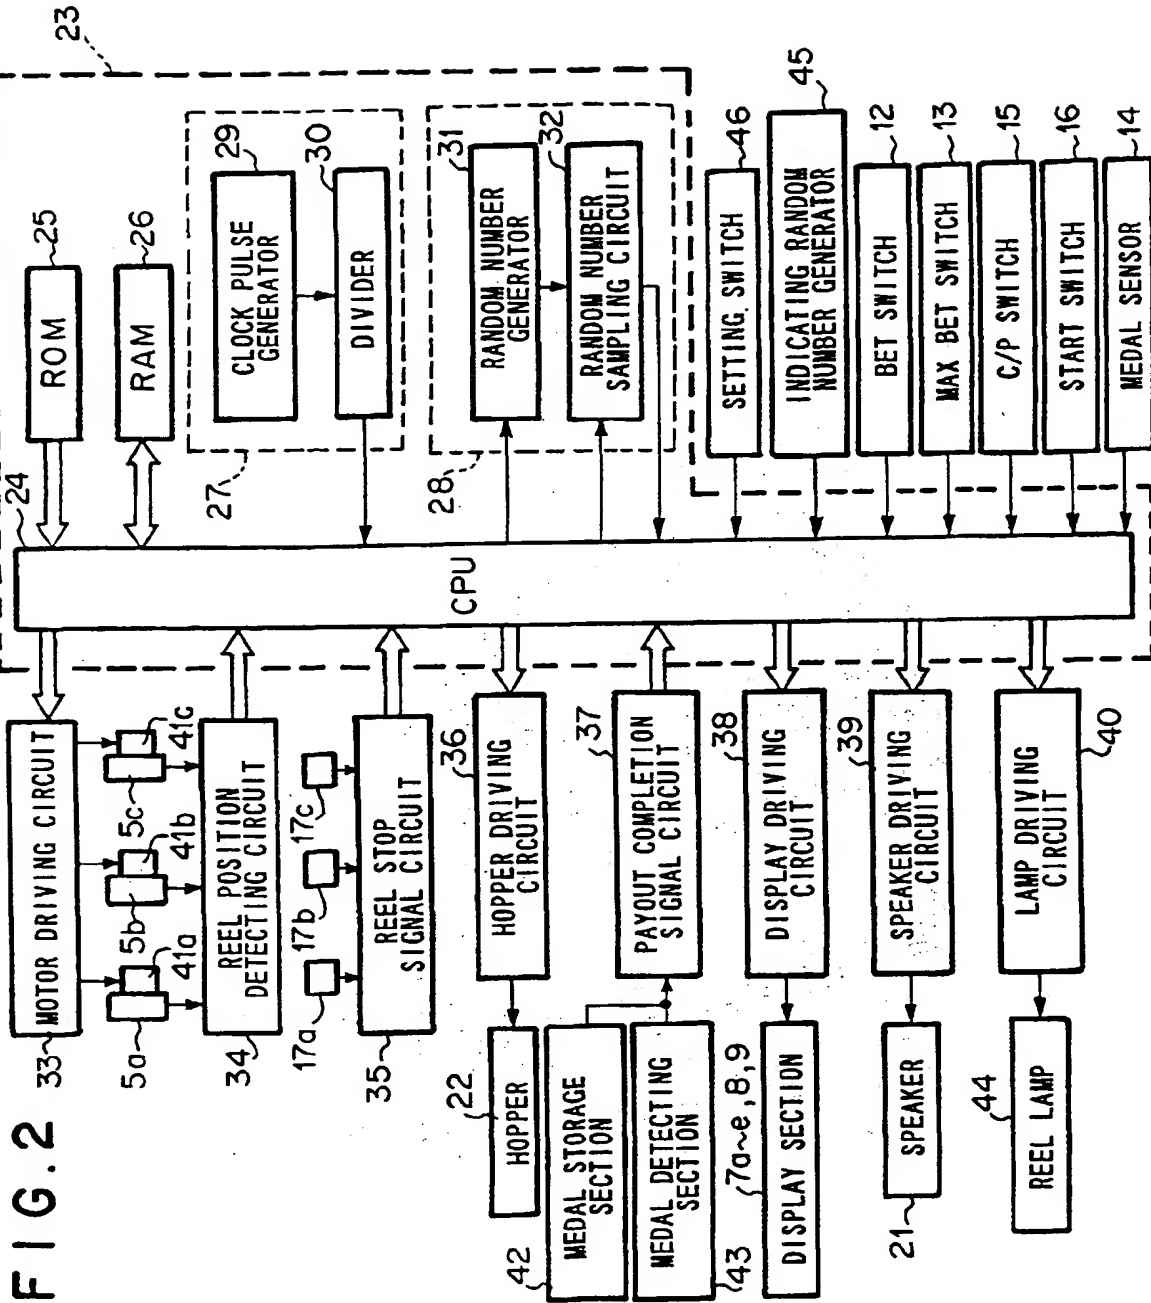 FIG.2
23
33
MOTOR DRIVING CIRCUIT
24
ROM
25
5a
41a
5b
41b
5c
41c
RAM
26
34
REEL POSITION
DETECTING CIRCUIT
27
CLOCK PULSE
GENERATOR
29
DIVIDER
30
17a
17b
17c
35
REEL STOP
SIGNAL CIRCUIT
CPU
28
RANDOM NUMBER
GENERATOR
31
RANDOM NUMBER
SAMPLING CIRCUIT
32
22
HOPPER
36
HOPPER DRIVING
CIRCUIT
42
MEDAL STORAGE
SECTION
MEDAL DETECTING
SECTION
43
37
PAYOUT COMPLETION
SIGNAL CIRCUIT
7a~e,8,9
DISPLAY SECTION
38
DISPLAY DRIVING
CIRCUIT
21
SPEAKER
39
SPEAKER DRIVING
CIRCUIT
44
REEL LAMP
LAMP DRIVING
CIRCUIT
40
SETTING SWITCH
46
INDICATING RANDOM
NUMBER GENERATOR
45
BET SWITCH
12
MAX BET SWITCH
13
C/P SWITCH
15
START SWITCH
16
MEDAL SENSOR
14